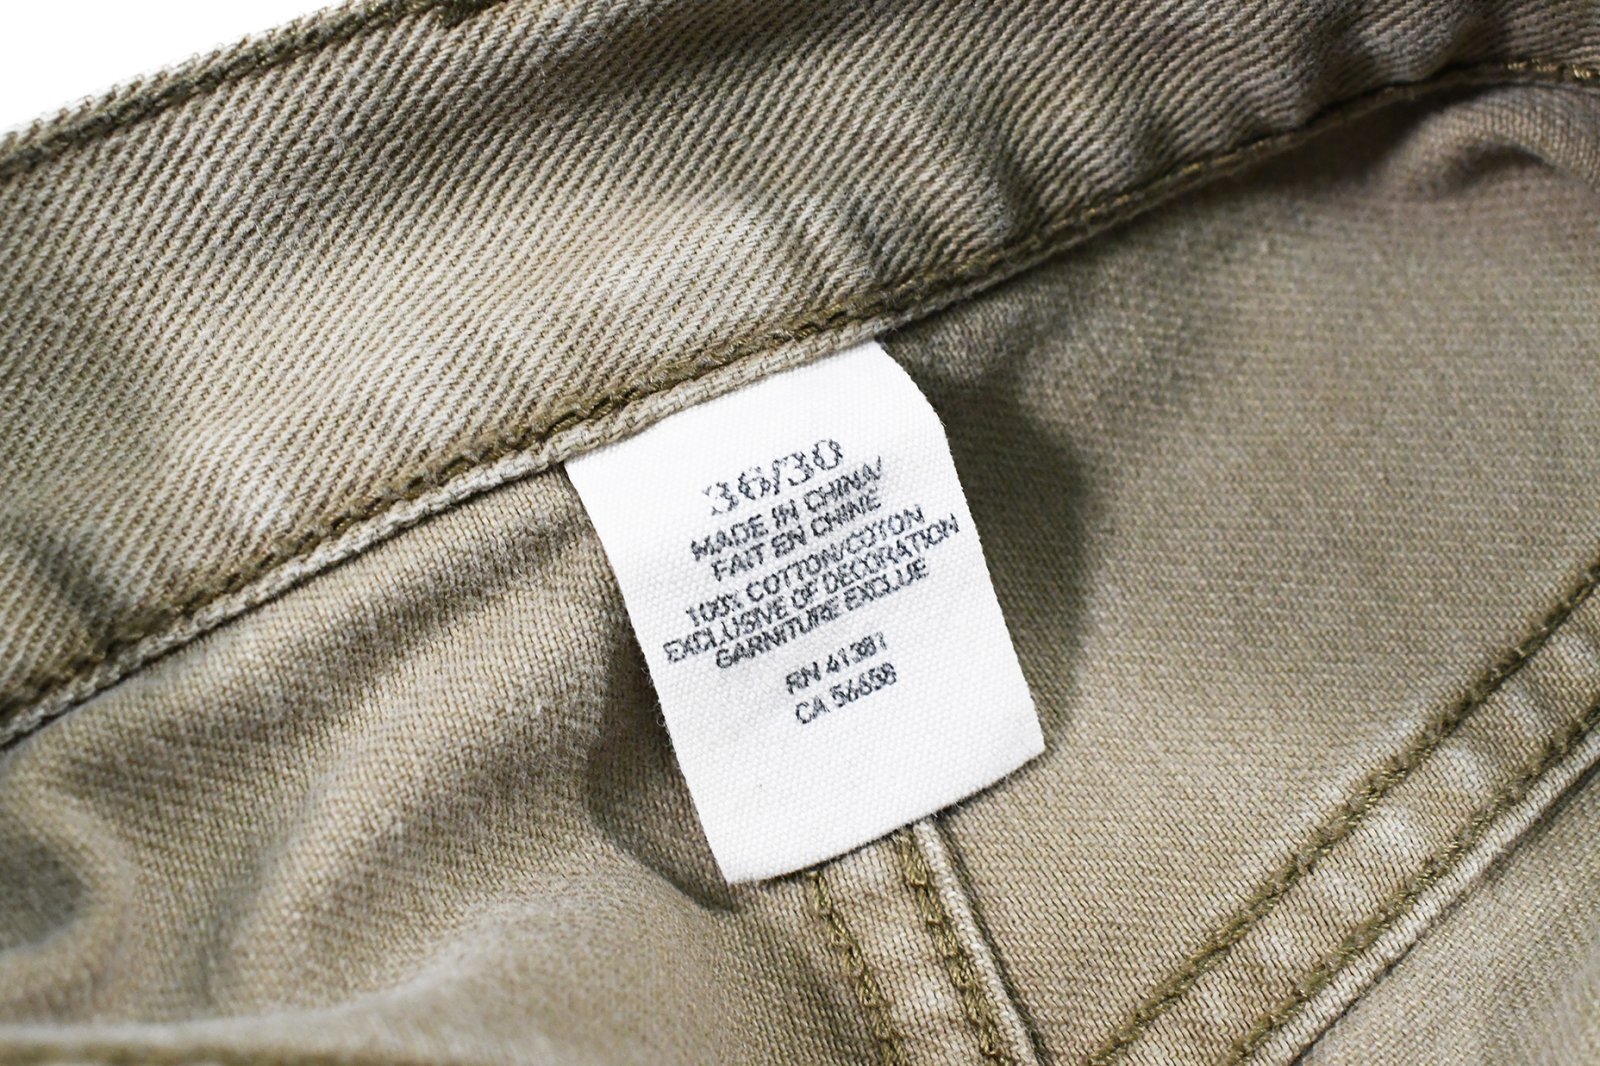 36/30
MADE IN CHINA/
FAIT EN CHINE
100% COTTON/COTON
EXCLUSIVE OF DECORATION
GARNITURE EXCLUE
RN 41381
CA 56658